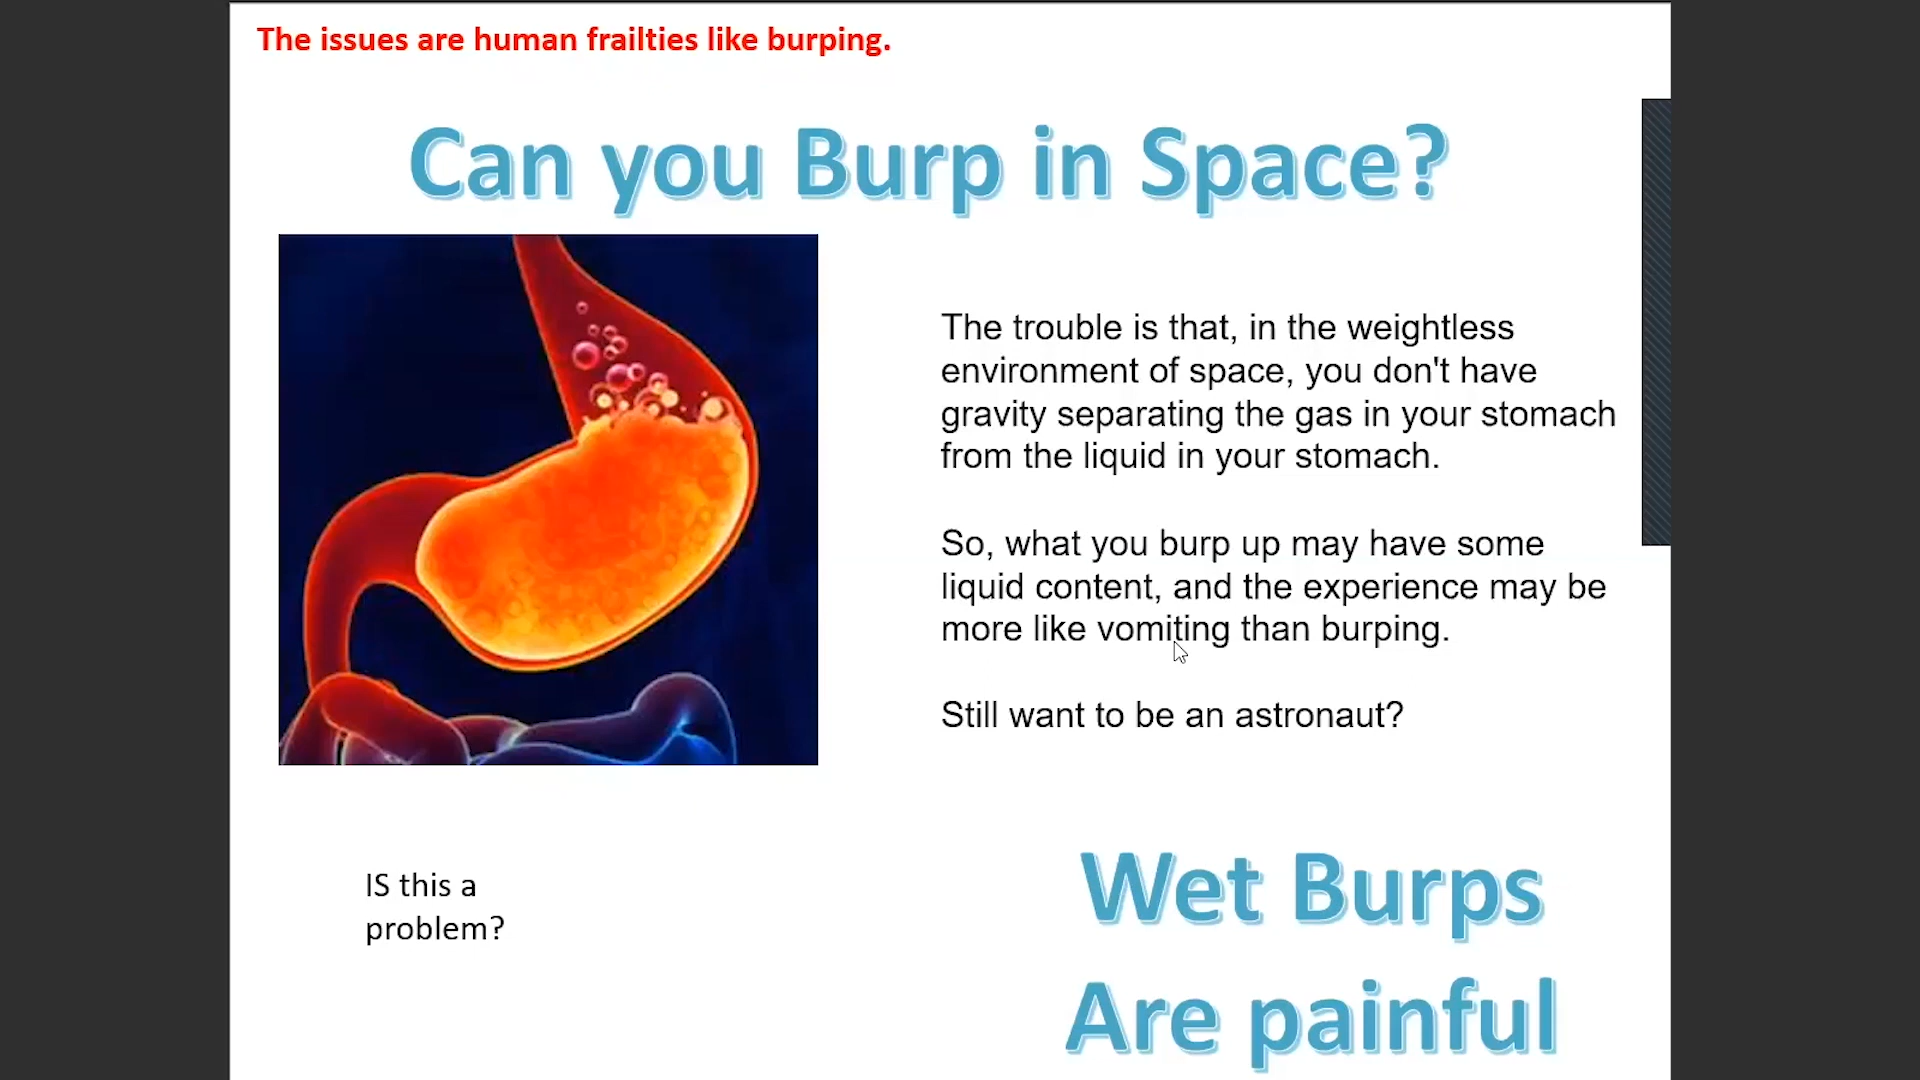 The issues are human frailties like burping.
Can you Burp in Space?
The trouble is that, in the weightless
environment of space, you don't have
gravity separating the gas in your stomach
from the liquid in your stomach.
So, what you burp up may have some
liquid content, and the experience may be
more like vomiting than burping.
Still want to be an astronaut?
IS this a
problem?
Wet Burps
Are painful